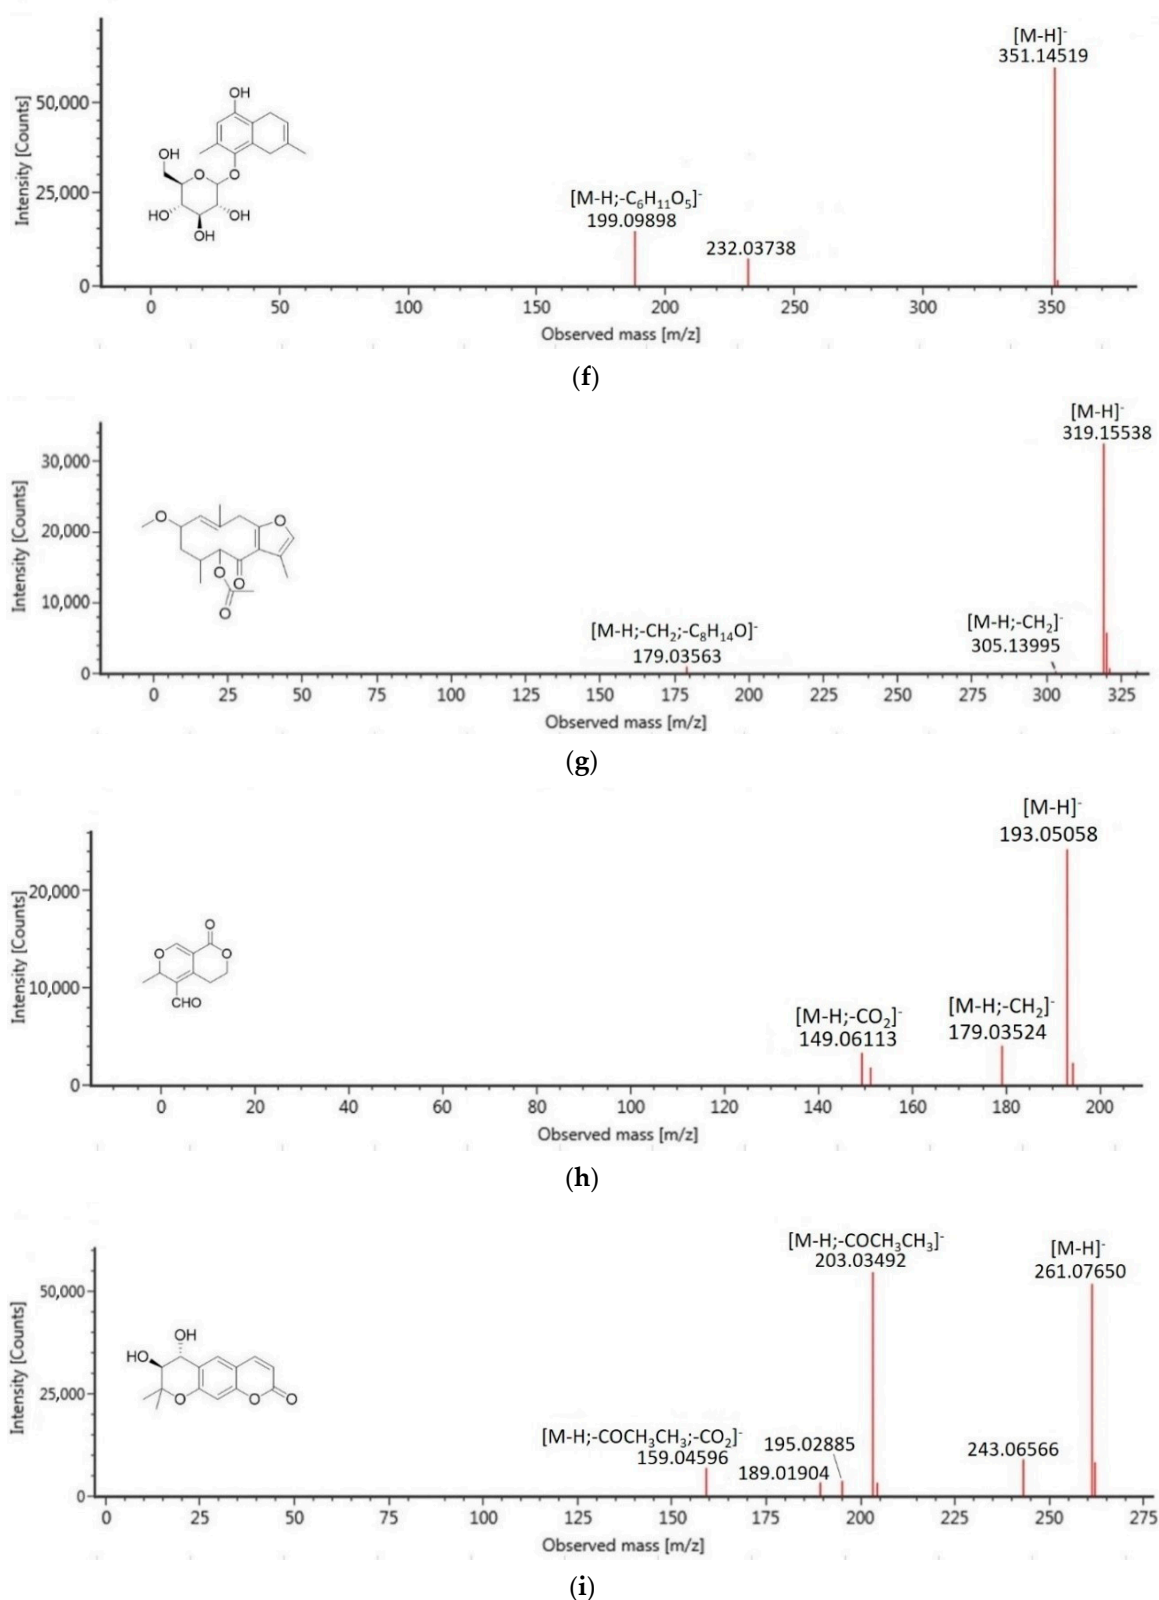 [M-H]-
351.14519
Intensity [Counts]
50,000
25,000
0
OH
OH
O
O
HO
OH
OH
[M-H;-C6H11O5]-
199.09898
232.03738
0 50 100 150 200 250 300 350
Observed mass [m/z]
(f)
[M-H]-
319.15538
Intensity [Counts]
30,000
20,000
10,000
0
O
O
O
O
O
[M-H;-CH2;-C8H14O]-
179.03563
[M-H;-CH2]-
305.13995
0 25 50 75 100 125 150 175 200 225 250 275 300 325
Observed mass [m/z]
(g)
[M-H]-
193.05058
Intensity [Counts]
20,000
10,000
0
O
O
O
CHO
[M-H;-CO2]-
149.06113
[M-H;-CH2]-
179.03524
0 20 40 60 80 100 120 140 160 180 200
Observed mass [m/z]
(h)
[M-H;-COCH3CH3]-
203.03492
[M-H]-
261.07650
Intensity [Counts]
50,000
25,000
0
OH
HO
O
O
O
[M-H;-COCH3CH3;-CO2]-
159.04596
195.02885
189.01904
243.06566
0 25 50 75 100 125 150 175 200 225 250 275
Observed mass [m/z]
(i)